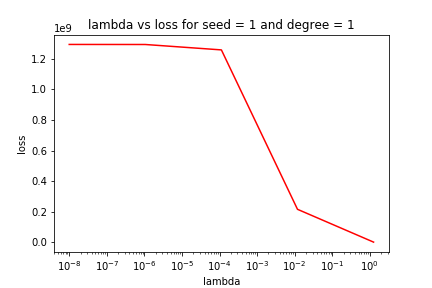 lambda vs loss for seed = 1 and degree = 1
1e9
1.2
1.0
0.8
0.6
0.4
0.2
0.0
loss
10⁻⁸ 10⁻⁷ 10⁻⁶ 10⁻⁵ 10⁻⁴ 10⁻³ 10⁻² 10⁻¹ 10⁰
lambda